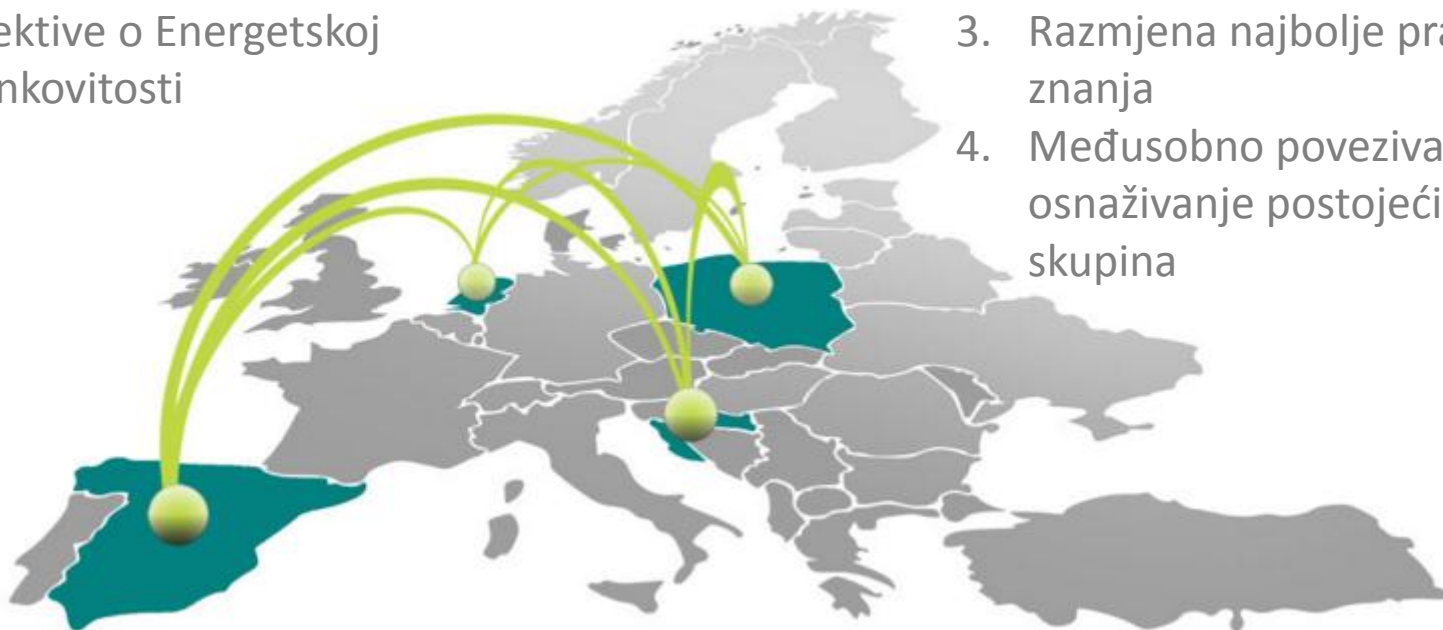 ektive o Energetskoj
nkovitosti
3. Razmjena najbolje pra
znanja
4. Međusobno poveziva
osnaživanje postojeći
skupina